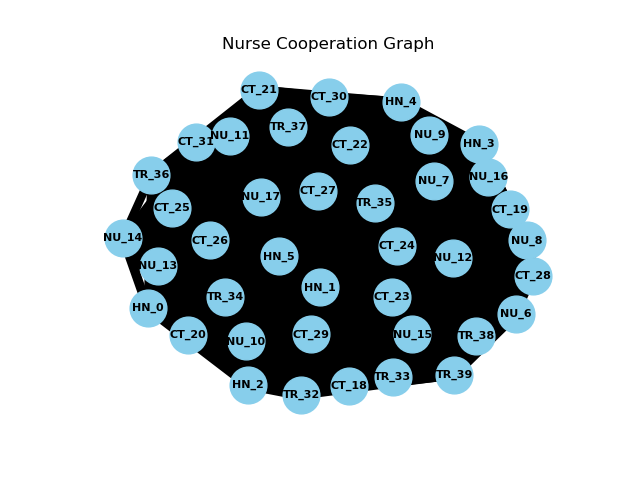 Nurse Cooperation Graph
CT_21
CT_30
HN_4
TR_37
NU_11
NU_9
CT_31
CT_22
HN_3
TR_36
NU_16
NU_7
CT_27
NU_17
TR_35
CT_25
CT_19
NU_14
CT_26
NU_8
CT_24
HN_5
NU_12
NU_13
CT_28
HN_1
TR_34
CT_23
HN_0
NU_6
CT_20
CT_29
NU_15
TR_38
NU_10
TR_39
TR_33
HN_2
CT_18
TR_32